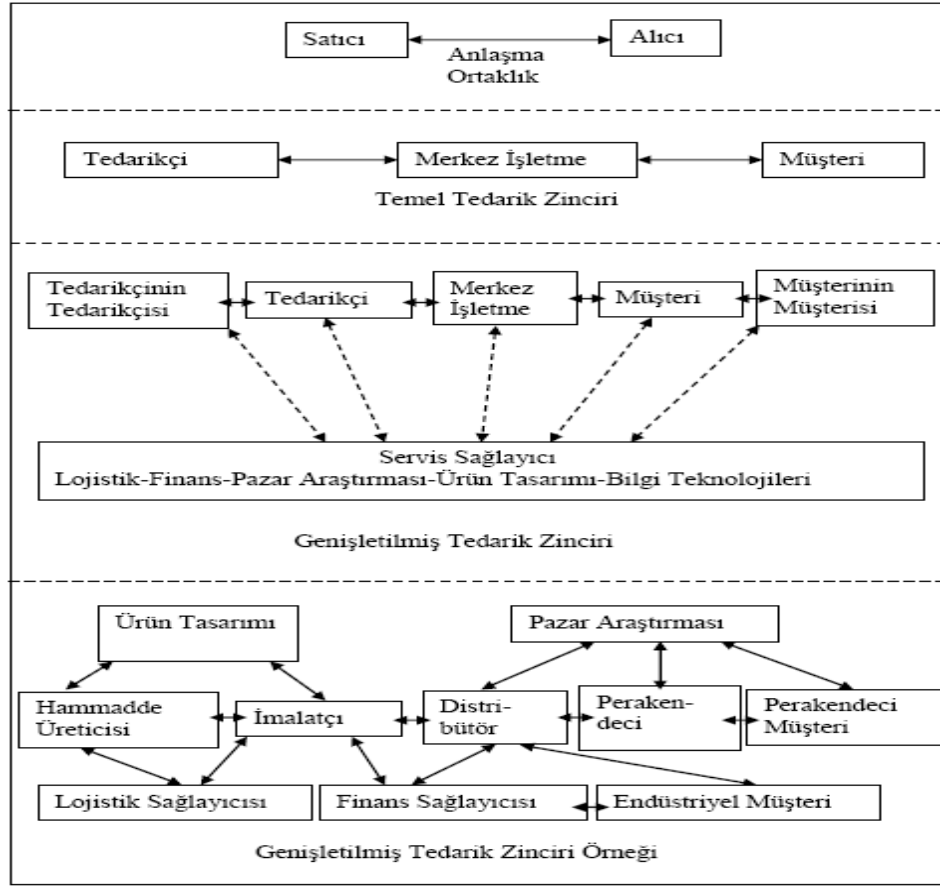 Satıcı
Alıcı
Anlaşma
Ortaklık
Tedarikçi
Merkez İşletme
Müşteri
Temel Tedarik Zinciri
Tedarikçinin
Tedarikçisi
Tedarikçi
Merkez
İşletme
Müşteri
Müşterinin
Müşterisi
Servis Sağlayıcı
Lojistik-Finans-Pazar Araştırması-Ürün Tasarımı-Bilgi Teknolojileri
Genişletilmiş Tedarik Zinciri
Ürün Tasarımı
Pazar Araştırması
Hammadde
Üreticisi
İmalatçı
Distri-
bütör
Peraken-
deci
Perakendeci
Müşteri
Lojistik Sağlayıcısı
Finans Sağlayıcısı
Endüstriyel Müşteri
Genişletilmiş Tedarik Zinciri Örneği